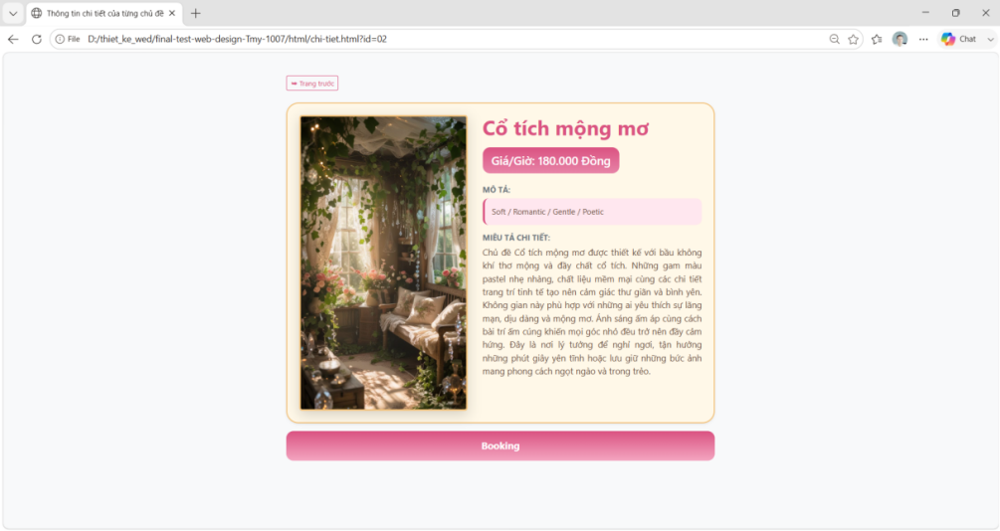 Thông tin chi tiết của từng chủ đề
File D:/thiet_ke_wed/final-test-web-design-Tmy-1007/html/chi-tiet.html?id=02
Chat
➥ Trang trước
Cổ tích mộng mơ
Giá/Giờ: 180.000 Đồng
MÔ TẢ:
Soft / Romantic / Gentle / Poetic
MIÊU TẢ CHI TIẾT:
Chủ đề Cổ tích mộng mơ được thiết kế với bầu không
khí thơ mộng và đầy chất cổ tích. Những gam màu
pastel nhẹ nhàng, chất liệu mềm mại cùng các chi tiết
trang trí tinh tế tạo nên cảm giác thư giãn và bình yên.
Không gian này phù hợp với những ai yêu thích sự lãng
mạn, dịu dàng và mộng mơ. Ánh sáng ấm áp cùng cách
bài trí ấm cúng khiến mọi góc nhỏ đều trở nên đầy cảm
hứng. Đây là nơi lý tưởng để nghỉ ngơi, tận hưởng
những phút giây yên tĩnh hoặc lưu giữ những bức ảnh
mang phong cách ngọt ngào và trong trẻo.
Booking